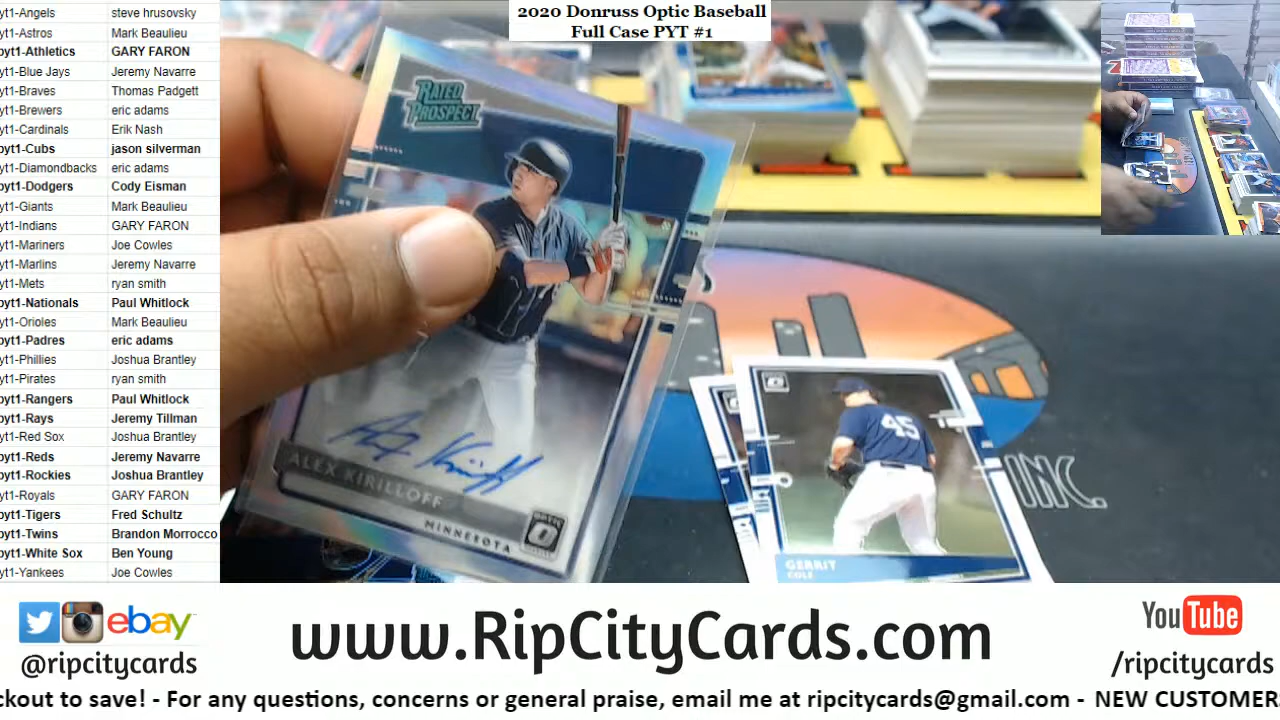 2020 Donruss Optic Baseball
Full Case PYT #1
yt1-Angels steve hrusovsky
yt1-Astros Mark Beaulieu
pyt1-Athletics GARY FARON
yt1-Blue Jays Jeremy Navarre
yt1-Braves Thomas Padgett
yt1-Brewers eric adams
yt1-Cardinals Erik Nash
pyt1-Cubs jason silverman
yt1-Diamondbacks eric adams
pyt1-Dodgers Cody Eisman
yt1-Giants Mark Beaulieu
yt1-Indians GARY FARON
yt1-Mariners Joe Cowles
yt1-Marlins Jeremy Navarre
yt1-Mets ryan smith
pyt1-Nationals Paul Whitlock
yt1-Orioles Mark Beaulieu
pyt1-Padres eric adams
yt1-Phillies Joshua Brantley
yt1-Pirates ryan smith
pyt1-Rangers Paul Whitlock
pyt1-Rays Jeremy Tillman
yt1-Red Sox Joshua Brantley
pyt1-Reds Jeremy Navarre
pyt1-Rockies Joshua Brantley
yt1-Royals GARY FARON
pyt1-Tigers Fred Schultz
pyt1-Twins Brandon Morrocco
pyt1-White Sox Ben Young
yt1-Yankees Joe Cowles
RATED
PROSPECT
Alex Kirilloff
ALEX KIRILLOFF
MINNESOTA
45
GERRIT
COLE
INC.
ebay
@ripcitycards
www.RipCityCards.com
YouTube
/ripcitycards
ckout to save! - For any questions, concerns or general praise, email me at ripcitycards@gmail.com - NEW CUSTOMER